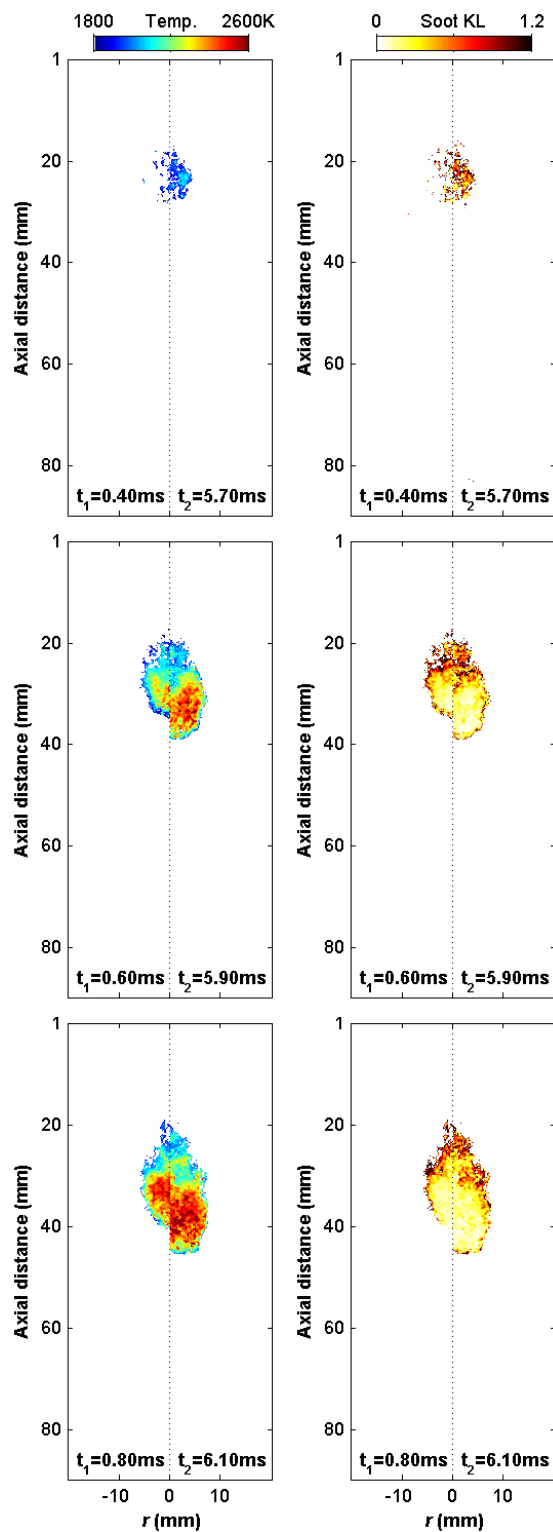 1800 Temp. 2600K
0 Soot KL 1.2
1
20
40
60
80
Axial distance (mm)
t1=0.40ms t2=5.70ms
1
20
40
60
80
Axial distance (mm)
t1=0.40ms t2=5.70ms
1
20
40
60
80
Axial distance (mm)
t1=0.60ms t2=5.90ms
1
20
40
60
80
Axial distance (mm)
t1=0.60ms t2=5.90ms
1
20
40
60
80
Axial distance (mm)
t1=0.80ms t2=6.10ms
-10 0 10
r (mm)
1
20
40
60
80
Axial distance (mm)
t1=0.80ms t2=6.10ms
-10 0 10
r (mm)